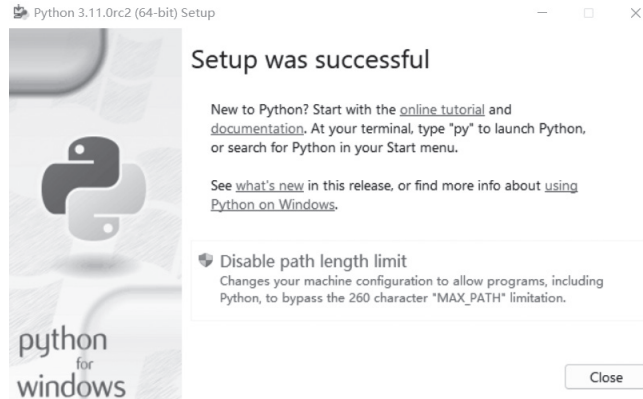 Python 3.11.0rc2 (64-bit) Setup
Setup was successful
New to Python? Start with the online tutorial and
documentation. At your terminal, type "py" to launch Python,
or search for Python in your Start menu.
See what's new in this release, or find more info about using
Python on Windows.
Disable path length limit
Changes your machine configuration to allow programs, including
Python, to bypass the 260 character "MAX_PATH" limitation.
python
for
windows
Close